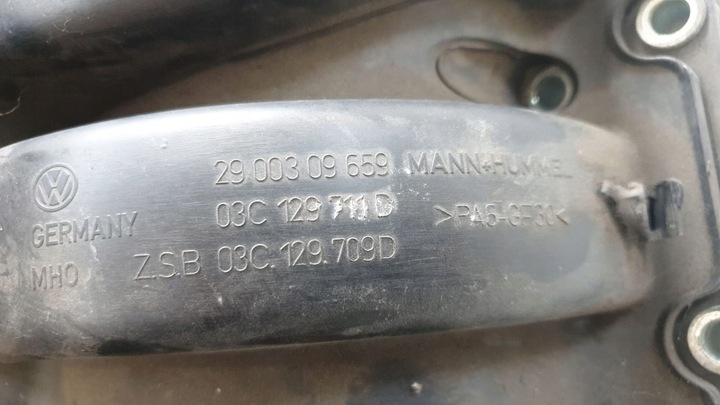 29 003 09 659 MANN+HUMMEL
GERMANY 03C 129 711 D >PA6-GF30<
MHO Z.S.B 03C.129.709D